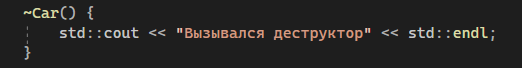 ~Car() {
    std::cout << "Вызывался деструктор" << std::endl;
}